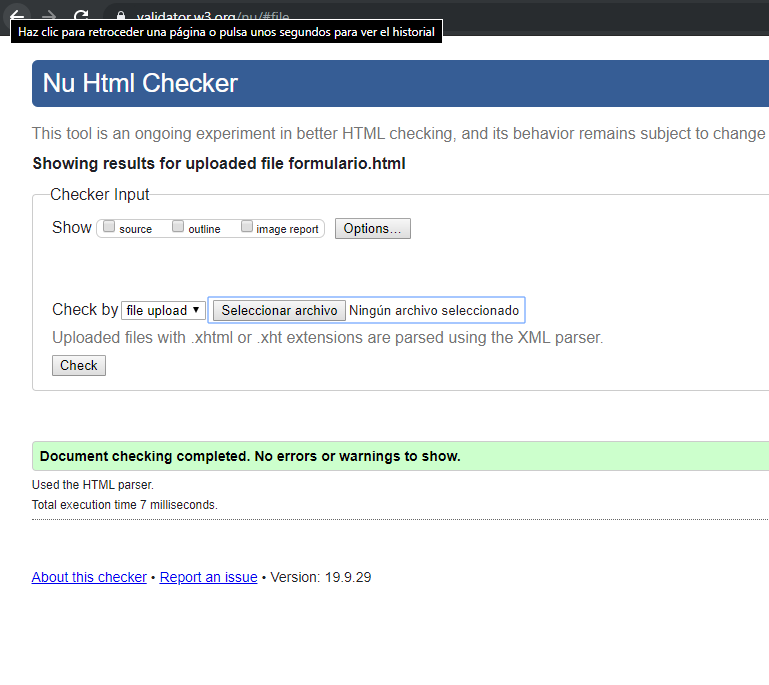 validator.w3.org/nu/#file
Haz clic para retroceder una página o pulsa unos segundos para ver el historial
Nu Html Checker
This tool is an ongoing experiment in better HTML checking, and its behavior remains subject to change
Showing results for uploaded file formulario.html
Checker Input
Show source outline image report Options...
Check by file upload ▼ Seleccionar archivo Ningún archivo seleccionado
Uploaded files with .xhtml or .xht extensions are parsed using the XML parser.
Check
Document checking completed. No errors or warnings to show.
Used the HTML parser.
Total execution time 7 milliseconds.
About this checker • Report an issue • Version: 19.9.29